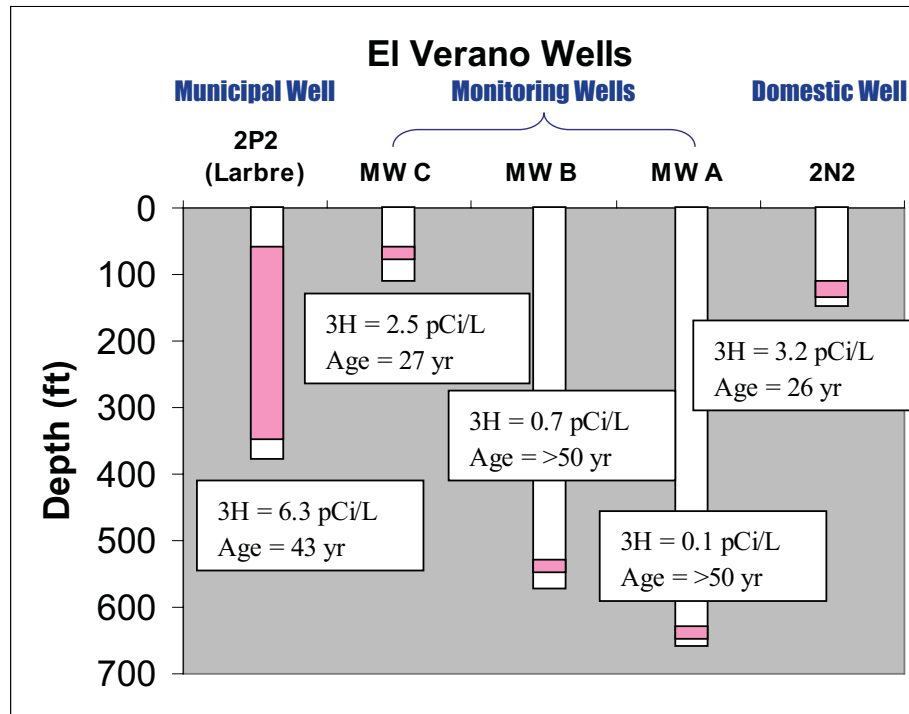 El Verano Wells
Municipal Well
Monitoring Wells
Domestic Well
2P2
(Larbre)
MW C
MW B
MW A
2N2
Depth (ft)
0
100
200
300
400
500
600
700
3H = 2.5 pCi/L
Age = 27 yr
3H = 3.2 pCi/L
Age = 26 yr
3H = 0.7 pCi/L
Age = >50 yr
3H = 6.3 pCi/L
Age = 43 yr
3H = 0.1 pCi/L
Age = >50 yr